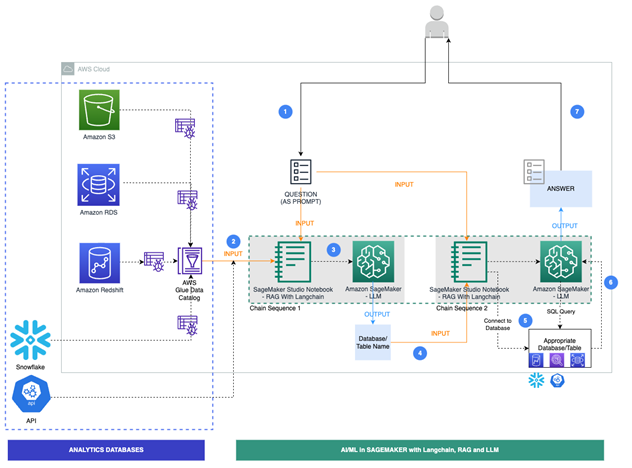 AWS Cloud
1
7
Amazon S3
QUESTION
(AS PROMPT)
INPUT
INPUT
ANSWER
INPUT
OUTPUT
Amazon RDS
2
INPUT
3
Amazon Redshift
AWS
Glue Data
Catalog
SageMaker Studio Notebook
- RAG With Langchain
Amazon SageMaker
- LLM
Chain Sequence 1
SageMaker Studio Notebook
- RAG With Langchain
Amazon SageMaker
- LLM
Chain Sequence 2
6
OUTPUT
SQL Query
Connect to
Database
5
INPUT
Database/
Table Name
4
Appropriate
Database/Table
Snowflake
api
API
ANALYTICS DATABASES
AI/ML in SAGEMAKER with Langchain, RAG and LLM